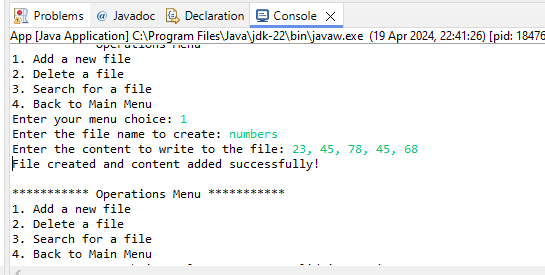 Problems @ Javadoc Declaration Console ×
App [Java Application] C:\Program Files\Java\jdk-22\bin\javaw.exe (19 Apr 2024, 22:41:26) [pid: 18476
Operations Menu
1. Add a new file
2. Delete a file
3. Search for a file
4. Back to Main Menu
Enter your menu choice: 1
Enter the file name to create: numbers
Enter the content to write to the file: 23, 45, 78, 45, 68
File created and content added successfully!
*********** Operations Menu ***********
1. Add a new file
2. Delete a file
3. Search for a file
4. Back to Main Menu